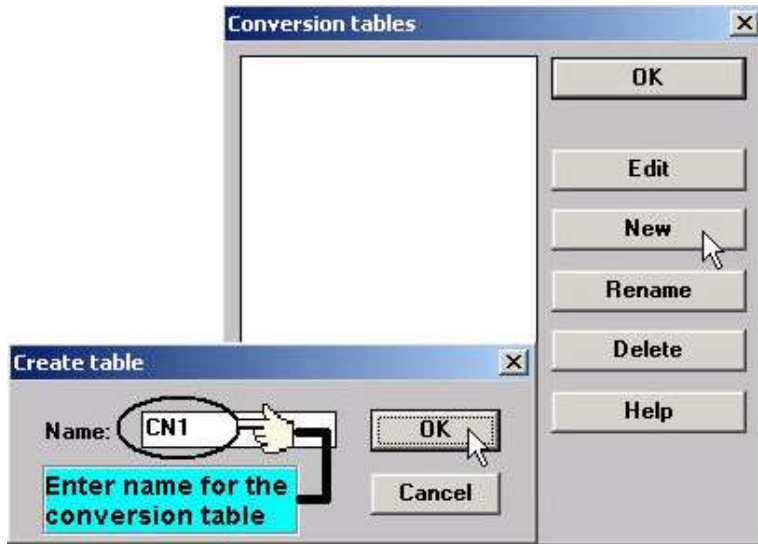 Conversion tables
OK
Edit
New
Rename
Delete
Help
Create table
Name: CN1
OK
Cancel
Enter name for the
conversion table